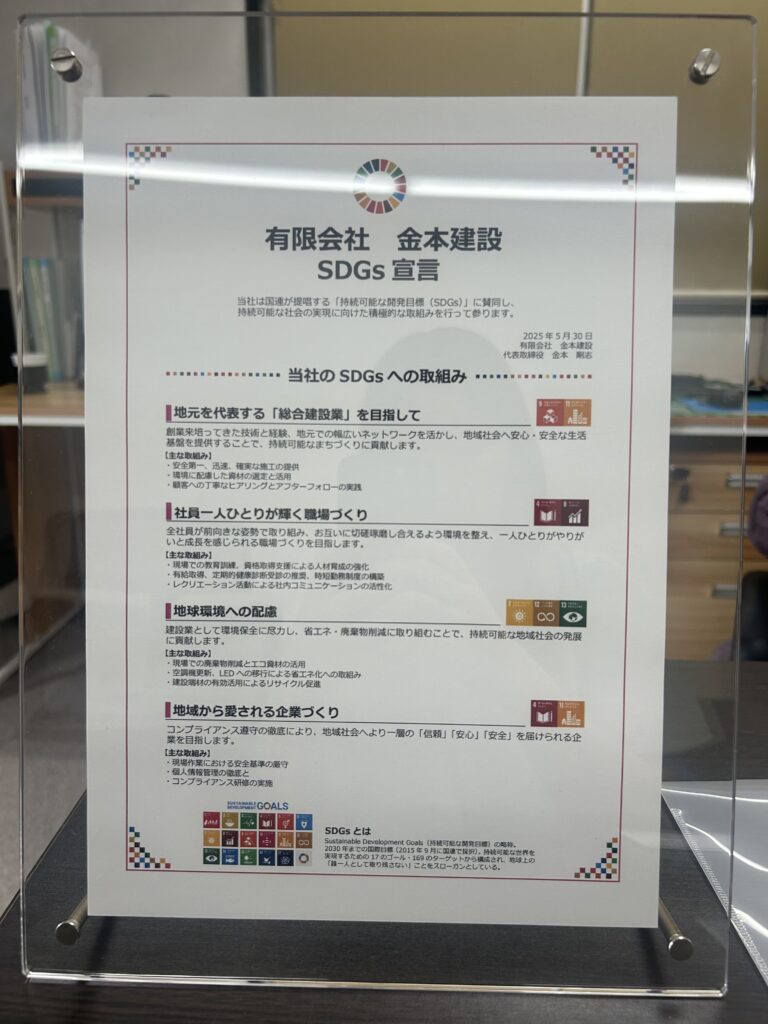 有限会社　金本建設
SDGs 宣言
当社は国連が提唱する「持続可能な開発目標（SDGs）」に賛同し、
持続可能な社会の実現に向けた積極的な取組みを行って参ります。
2025 年 5 月 30 日
有限会社　金本建設
代表取締役　金本　剛志
当社の SDGs への取組み
地元を代表する「総合建設業」を目指して
創業来培ってきた技術と経験、地元での幅広いネットワークを活かし、地域社会へ安心・安全な生活
基盤を提供することで、持続可能なまちづくりに貢献します。
【主な取組み】
・安全第一、迅速、確実な施工の提供
・環境に配慮した資材の選定と活用
・顧客への丁寧なヒアリングとアフターフォローの実践
社員一人ひとりが輝く職場づくり
全社員が前向きな姿勢で取り組み、お互いに切磋琢磨し合えるよう環境を整え、一人ひとりがやりが
いと成長を感じられる職場づくりを目指します。
【主な取組み】
・現場での教育訓練、資格取得支援による人材育成の強化
・有給取得、定期的健康診断受診の推奨、時短勤務制度の構築
・レクリエーション活動による社内コミュニケーションの活性化
地球環境への配慮
建設業として環境保全に尽力し、省エネ・廃棄物削減に取り組むことで、持続可能な地域社会の発展
に貢献します。
【主な取組み】
・現場での廃棄物削減とエコ資材の活用
・空調機更新、LED への移行による省エネ化への取組み
・建設端材の有効活用によるリサイクル促進
地域から愛される企業づくり
コンプライアンス遵守の徹底により、地域社会へより一層の「信頼」「安心」「安全」を届けられる企
業を目指します。
【主な取組み】
・現場作業における安全基準の厳守
・個人情報管理の徹底と
・コンプライアンス研修の実施
SUSTAINABLE DEVELOPMENT GOALS
SDGs とは
Sustainable Development Goals（持続可能な開発目標）の略称。
2030 年までの国際目標（2015 年 9 月に国連で採択）。持続可能な世界を
実現するための 17 のゴール・169 のターゲットから構成され、地球上の
「誰一人として取り残さない」ことをスローガンとしている。